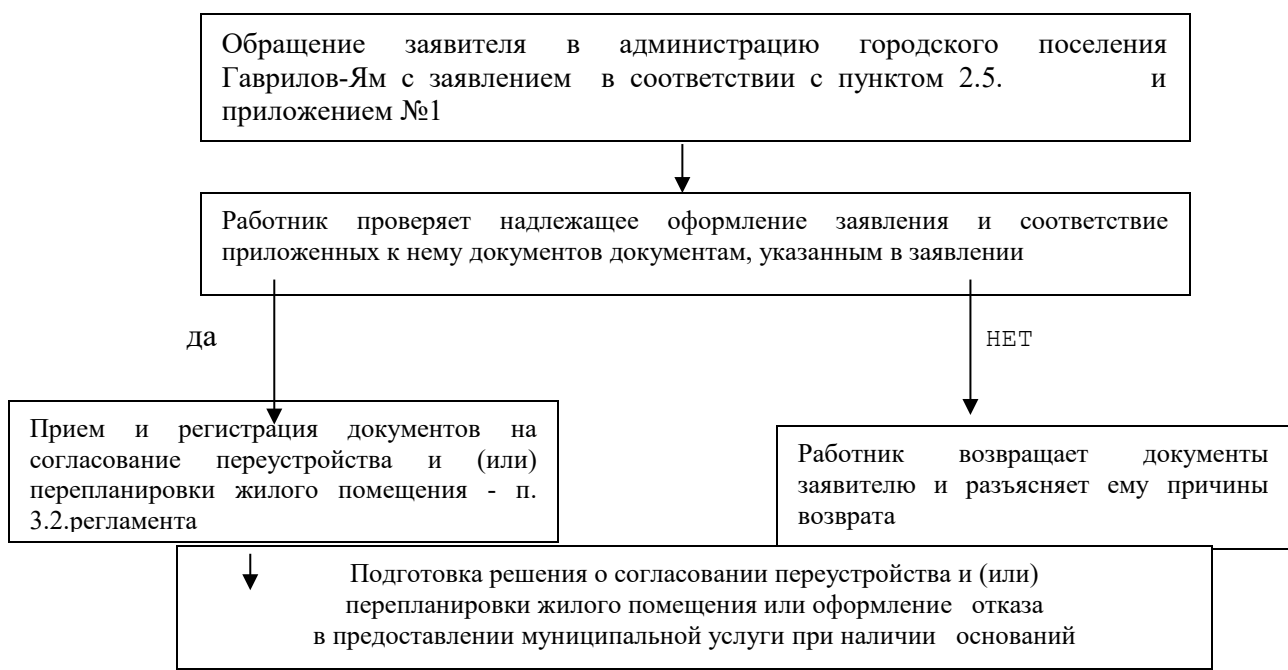 Обращение заявителя в администрацию городского поселения
Гаврилов-Ям с заявлением в соответствии с пунктом 2.5. и
приложением №1
Работник проверяет надлежащее оформление заявления и соответствие
приложенных к нему документов документам, указанным в заявлении
да
НЕТ
Прием и регистрация документов на
согласование переустройства и (или)
перепланировки жилого помещения - п.
3.2.регламента
Работник возвращает документы
заявителю и разъясняет ему причины
возврата
Подготовка решения о согласовании переустройства и (или)
перепланировки жилого помещения или оформление отказа
в предоставлении муниципальной услуги при наличии оснований